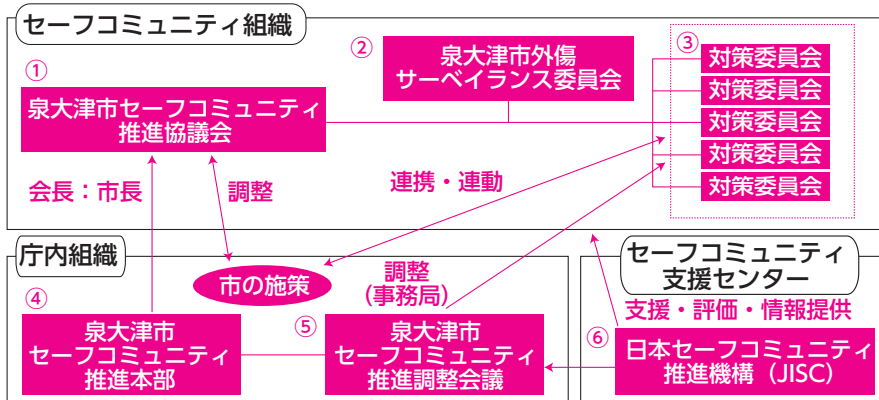 セーフコミュニティ組織
①
泉大津市セーフコミュニティ
推進協議会
②
泉大津市外傷
サーベイランス委員会
③
対策委員会
対策委員会
対策委員会
対策委員会
対策委員会
会長：市長
調整
連携・連動
庁内組織
市の施策
調整
(事務局)
④
泉大津市
セーフコミュニティ
推進本部
⑤
泉大津市
セーフコミュニティ
推進調整会議
セーフコミュニティ
支援センター
支援・評価・情報提供
⑥
日本セーフコミュニティ
推進機構（JISC）